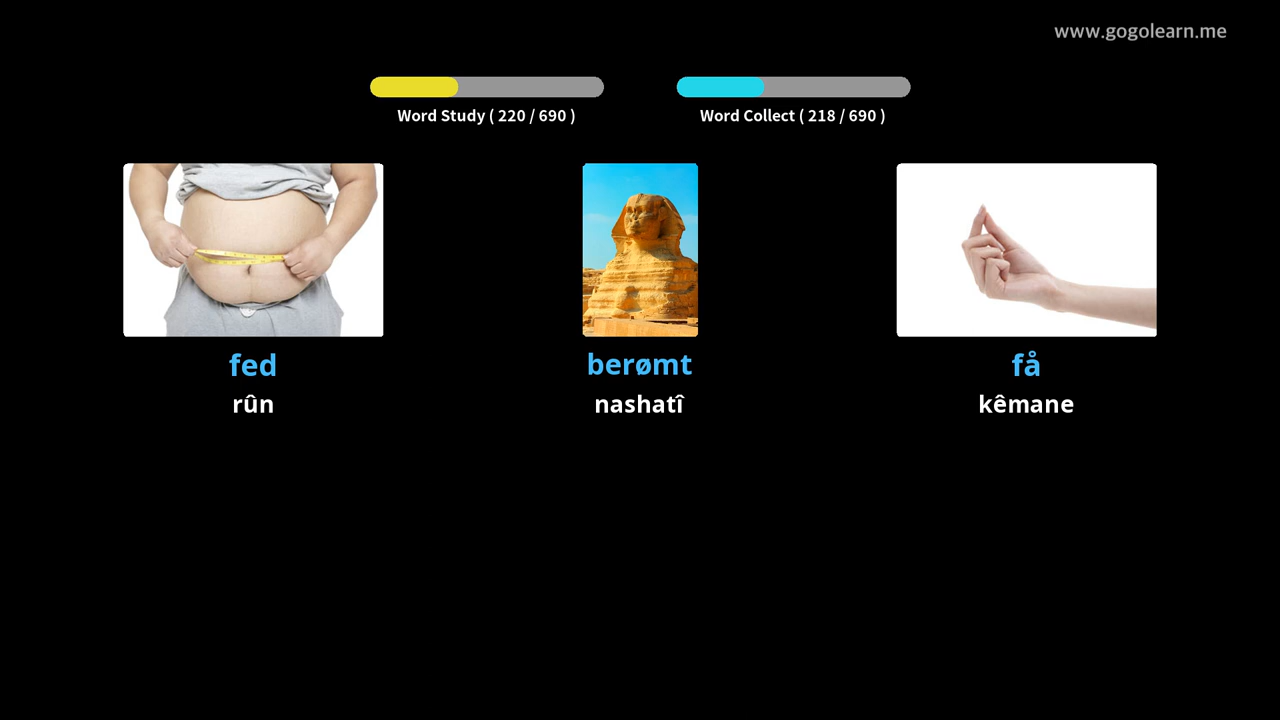 www.gogolearn.me
Word Study ( 220 / 690 )
Word Collect ( 218 / 690 )
fed
berømt
få
rûn
nashatî
kêmane